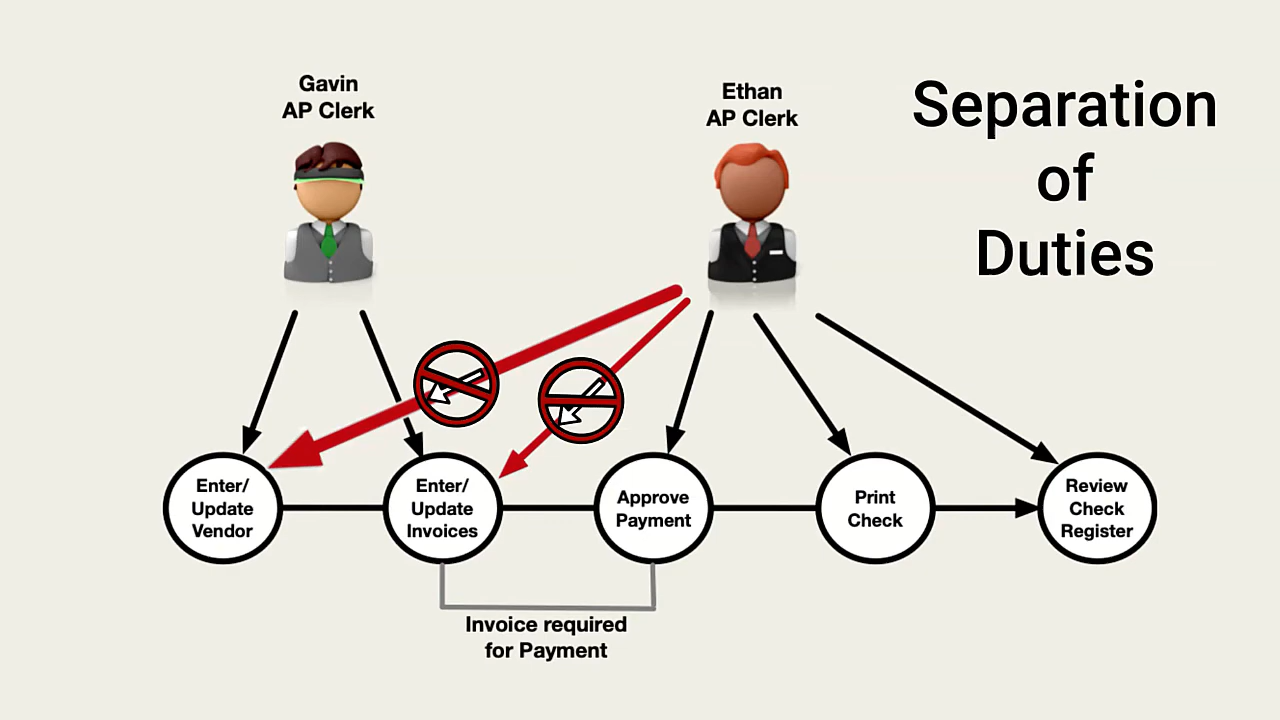 Gavin
AP Clerk
Ethan
AP Clerk
Separation
of
Duties
Enter/
Update
Vendor
Enter/
Update
Invoices
Approve
Payment
Print
Check
Review
Check
Register
Invoice required
for Payment